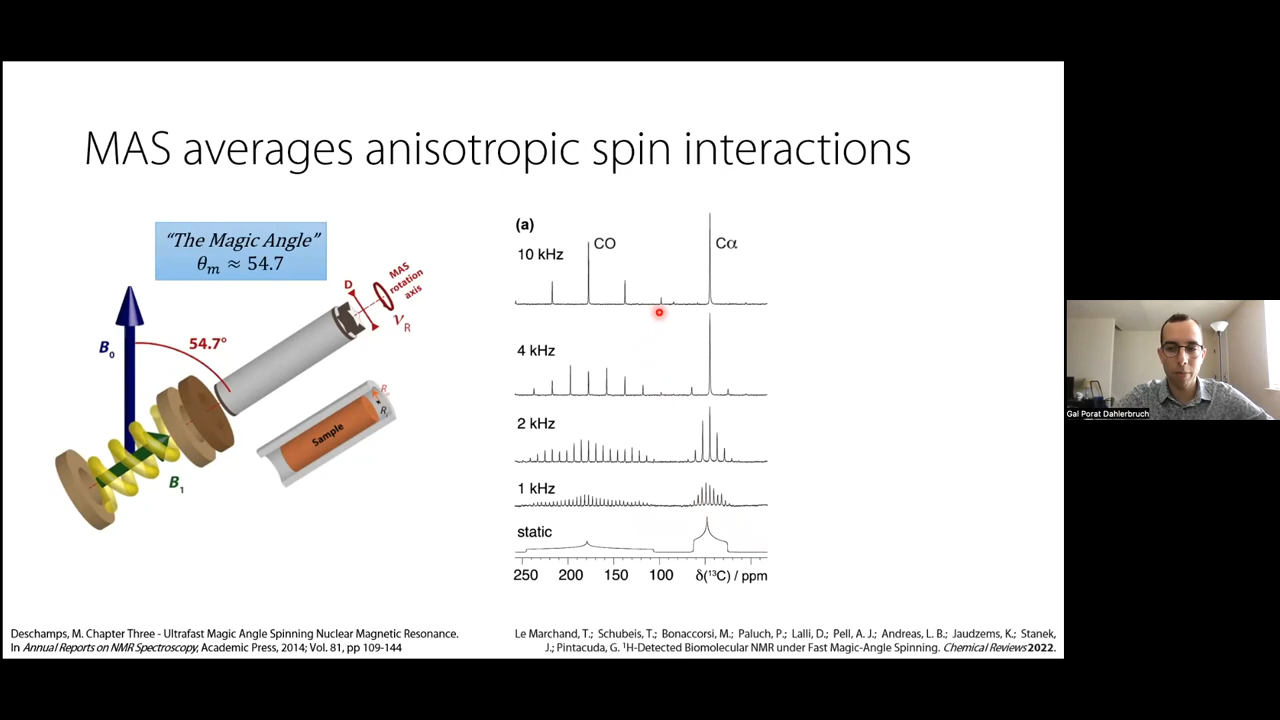 MAS averages anisotropic spin interactions
“The Magic Angle”
θm ≈ 54.7
D
MAS
rotation
axis
νR
B0
54.7°
B1
Sample
(a)
10 kHz
CO
Cα
4 kHz
2 kHz
1 kHz
static
250 200 150 100 δ(¹³C) / ppm
Deschamps, M. Chapter Three - Ultrafast Magic Angle Spinning Nuclear Magnetic Resonance.
In Annual Reports on NMR Spectroscopy, Academic Press, 2014; Vol. 81, pp 109-144
Le Marchand, T.; Schubeis, T.; Bonaccorsi, M.; Paluch, P.; Lalli, D.; Pell, A. J.; Andreas, L. B.; Jaudzems, K.; Stanek,
J.; Pintacuda, G. ¹H-Detected Biomolecular NMR under Fast Magic-Angle Spinning. Chemical Reviews 2022.
Gal Porat Dahlerbruch